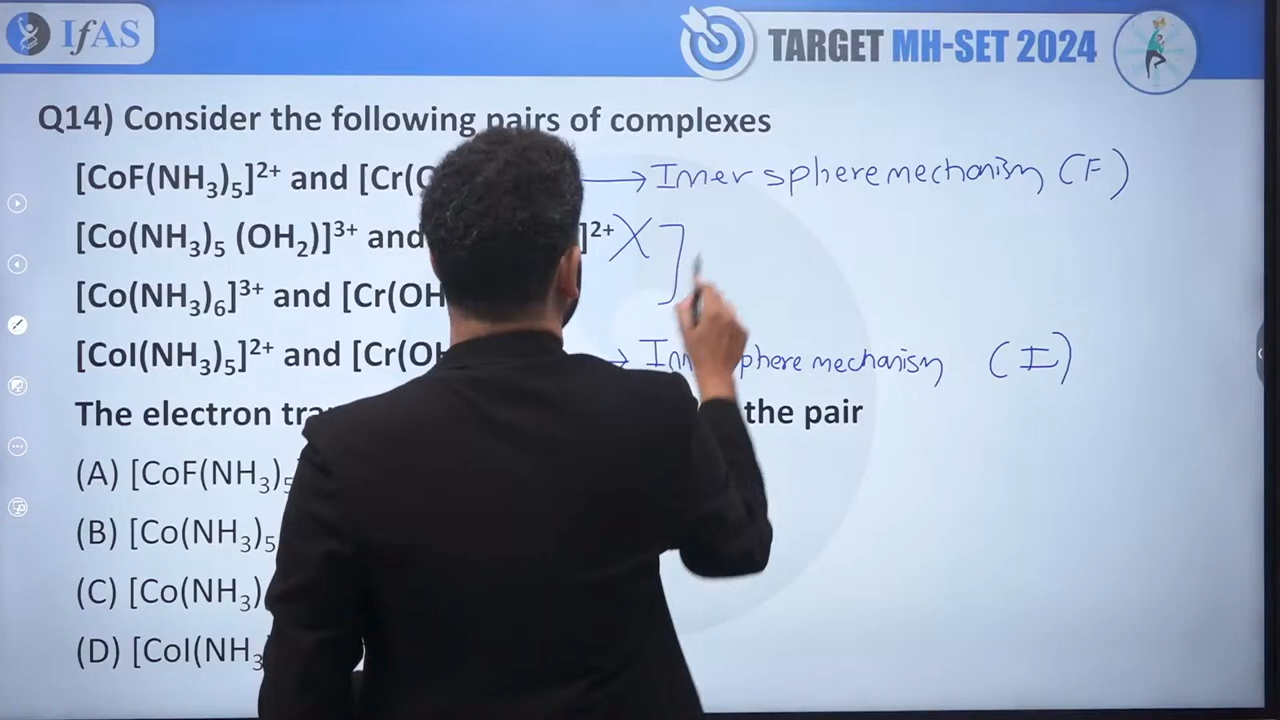 IfAS
TARGET MH-SET 2024
Q14) Consider the following pairs of complexes
[CoF(NH₃)₅]²⁺ and [Cr( → Inner sphere mechanism (F)
[Co(NH₃)₅ (OH₂)]³⁺ and ]²⁺ X ]
[Co(NH₃)₆]³⁺ and [Cr(OH
[CoI(NH₃)₅]²⁺ and [Cr(OH → Inn sphere mechanism (I)
The electron the pair
(A) [CoF(NH₃)₅
(B) [Co(NH₃)₅
(C) [Co(NH₃)
(D) [CoI(NH₃